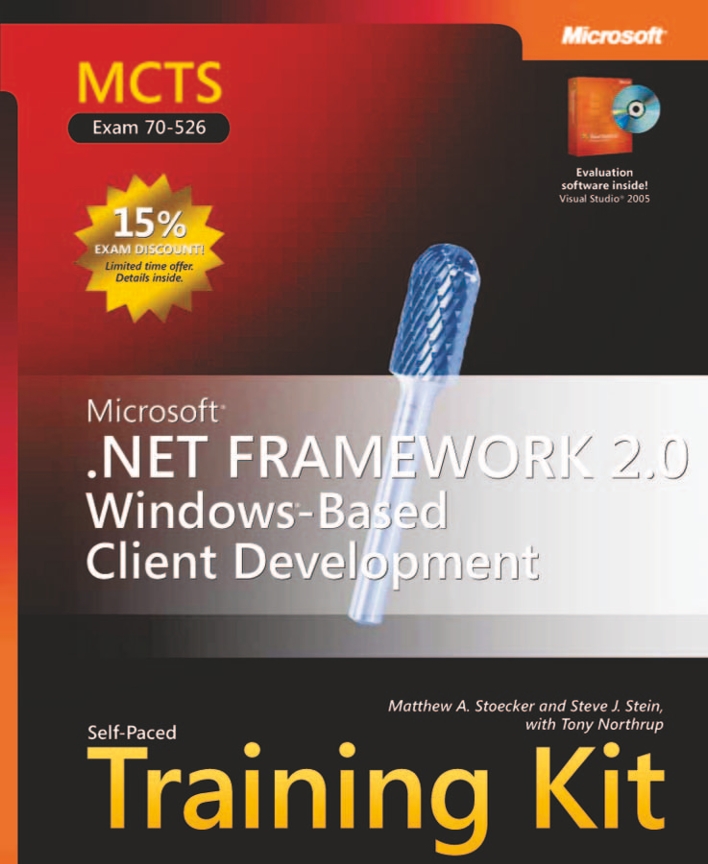 Microsoft®
MCTS
Exam 70-526
Evaluation
software inside!
Visual Studio® 2005
15%
EXAM DISCOUNT!
Limited time offer.
Details inside.
Microsoft®
.NET FRAMEWORK 2.0
Windows®-Based
Client Development
Matthew A. Stoecker and Steve J. Stein,
with Tony Northrup
Self-Paced
Training Kit